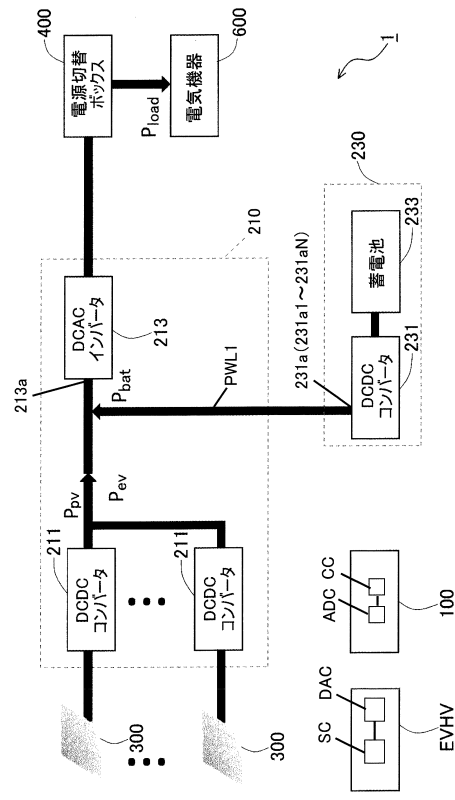 400
電源切替
ボックス
Pload
電気機器
600
1
210
DCAC
インバータ
213
213a
Pbat
PWL1
230
蓄電池
233
DCDC
コンバータ
231
231a(231a1～231aN)
Ppv
Pev
211
DCDC
コンバータ
211
DCDC
コンバータ
300
300
ADC
CC
100
SC
DAC
EVHV